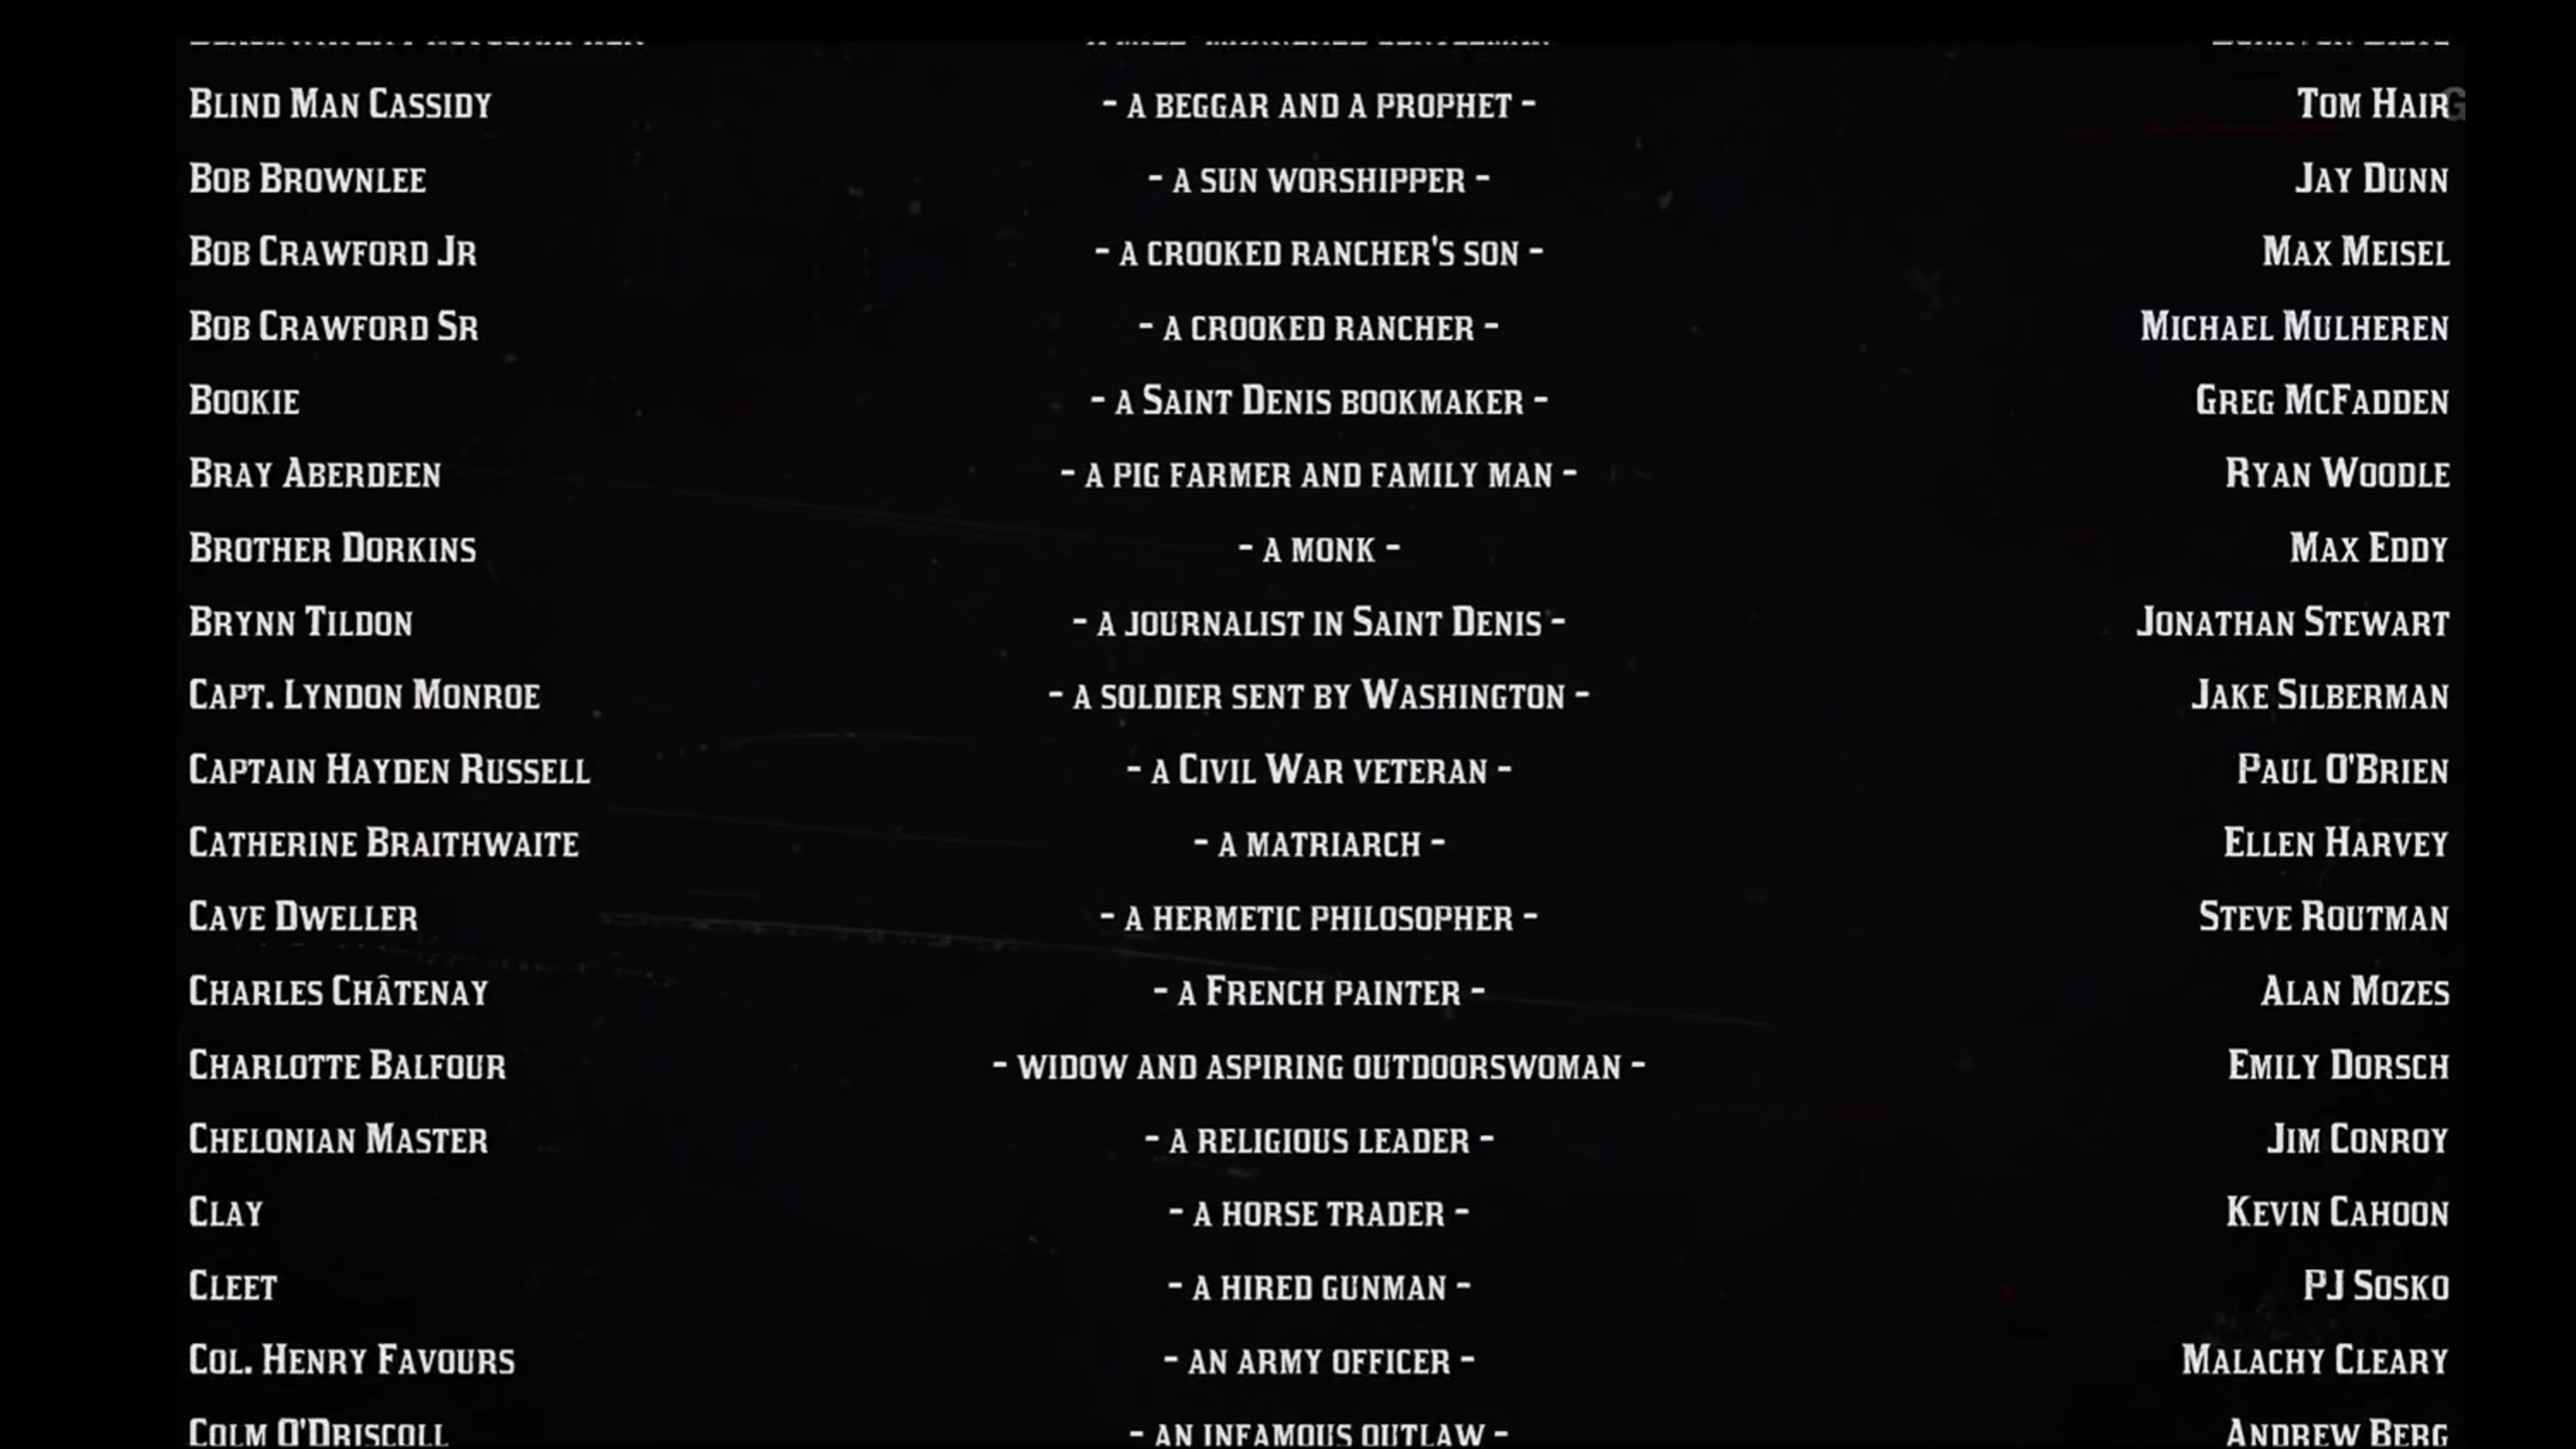 Blind Man Cassidy - a beggar and a prophet - Tom Hair
Bob Brownlee - a sun worshipper - Jay Dunn
Bob Crawford Jr - a crooked rancher's son - Max Meisel
Bob Crawford Sr - a crooked rancher - Michael Mulheren
Bookie - a Saint Denis bookmaker - Greg McFadden
Bray Aberdeen - a pig farmer and family man - Ryan Woodle
Brother Dorkins - a monk - Max Eddy
Brynn Tildon - a journalist in Saint Denis - Jonathan Stewart
Capt. Lyndon Monroe - a soldier sent by Washington - Jake Silberman
Captain Hayden Russell - a Civil War veteran - Paul O'Brien
Catherine Braithwaite - a matriarch - Ellen Harvey
Cave Dweller - a hermetic philosopher - Steve Routman
Charles Châtenay - a French painter - Alan Mozes
Charlotte Balfour - widow and aspiring outdoorswoman - Emily Dorsch
Chelonian Master - a religious leader - Jim Conroy
Clay - a horse trader - Kevin Cahoon
Cleet - a hired gunman - PJ Sosko
Col. Henry Favours - an army officer - Malachy Cleary
Colm O'Driscoll - an infamous outlaw - Andrew Berg